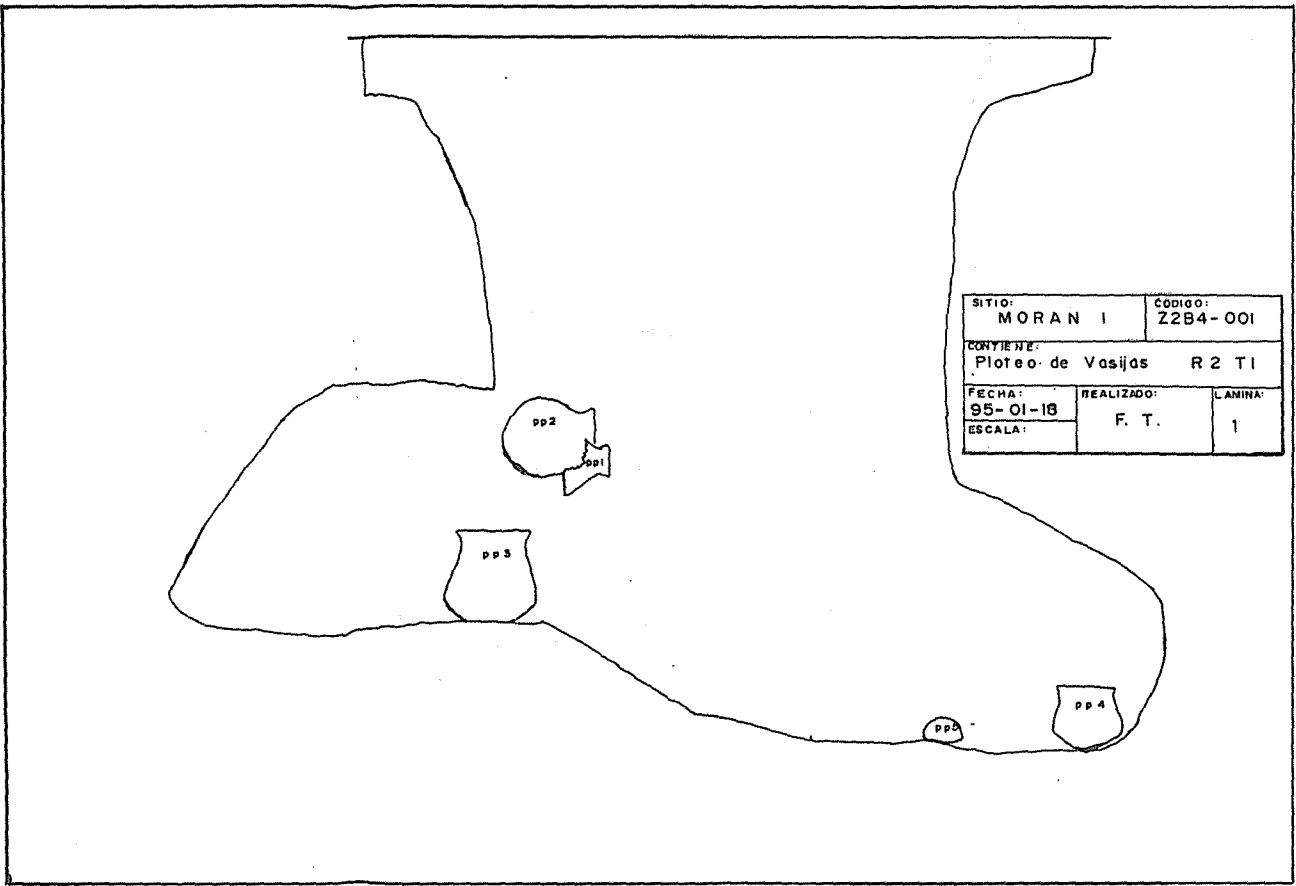 SITIO:
MORAN I
CODIGO:
Z2B4-001
CONTIENE:
Ploteo de Vasijas R2 T1
FECHA:
95-01-18
REALIZADO:
F. T.
LAMINA:
1
ESCALA:
pp2
pp1
pp3
pp4
pp5